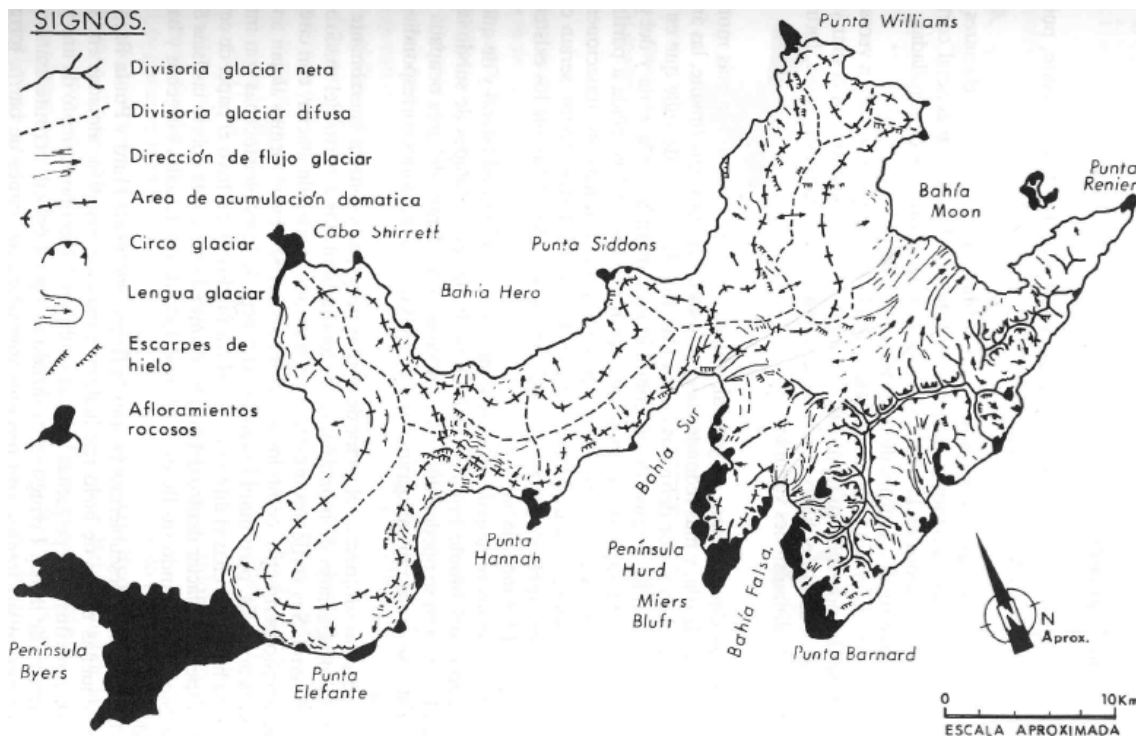 SIGNOS.
Divisoria glaciar neta
Divisoria glaciar difusa
Dirección de flujo glaciar
Area de acumulación domatica
Circo glaciar
Lengua glaciar
Escarpes de
hielo
Afloramientos
rocosos
Punta Williams
Punta
Renier
Bahía
Moon
Cabo Shirreff
Punta Siddons
Bahía Hero
Bahía Sur
Punta
Hannah
Península
Hurd
Miers
Bluft
Bahía Falsa.
Punta Barnard
Península
Byers
Punta
Elefante
N
Aprox.
0 10Km
ESCALA APROXIMADA